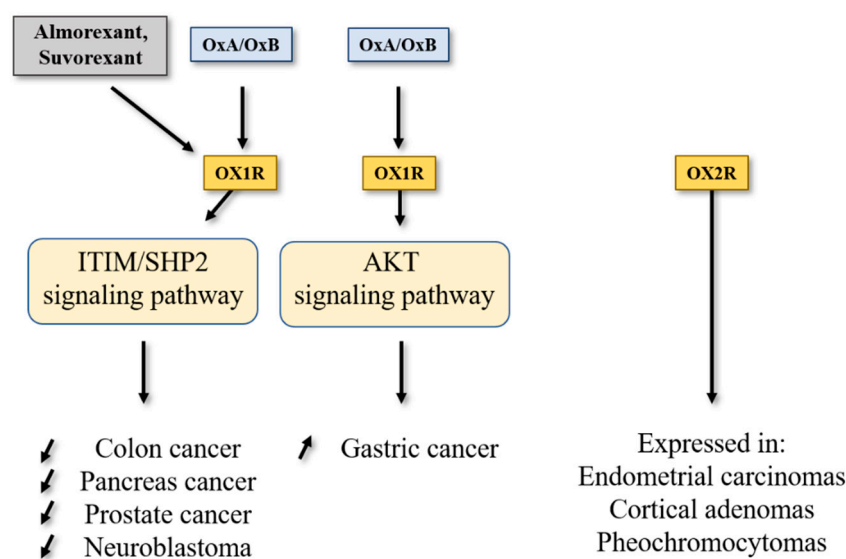 Almorexant,
Suvorexant
OxA/OxB
OxA/OxB
OX1R
OX1R
OX2R
ITIM/SHP2
signaling pathway
AKT
signaling pathway
Colon cancer
Pancreas cancer
Prostate cancer
Neuroblastoma
Gastric cancer
Expressed in:
Endometrial carcinomas
Cortical adenomas
Pheochromocytomas